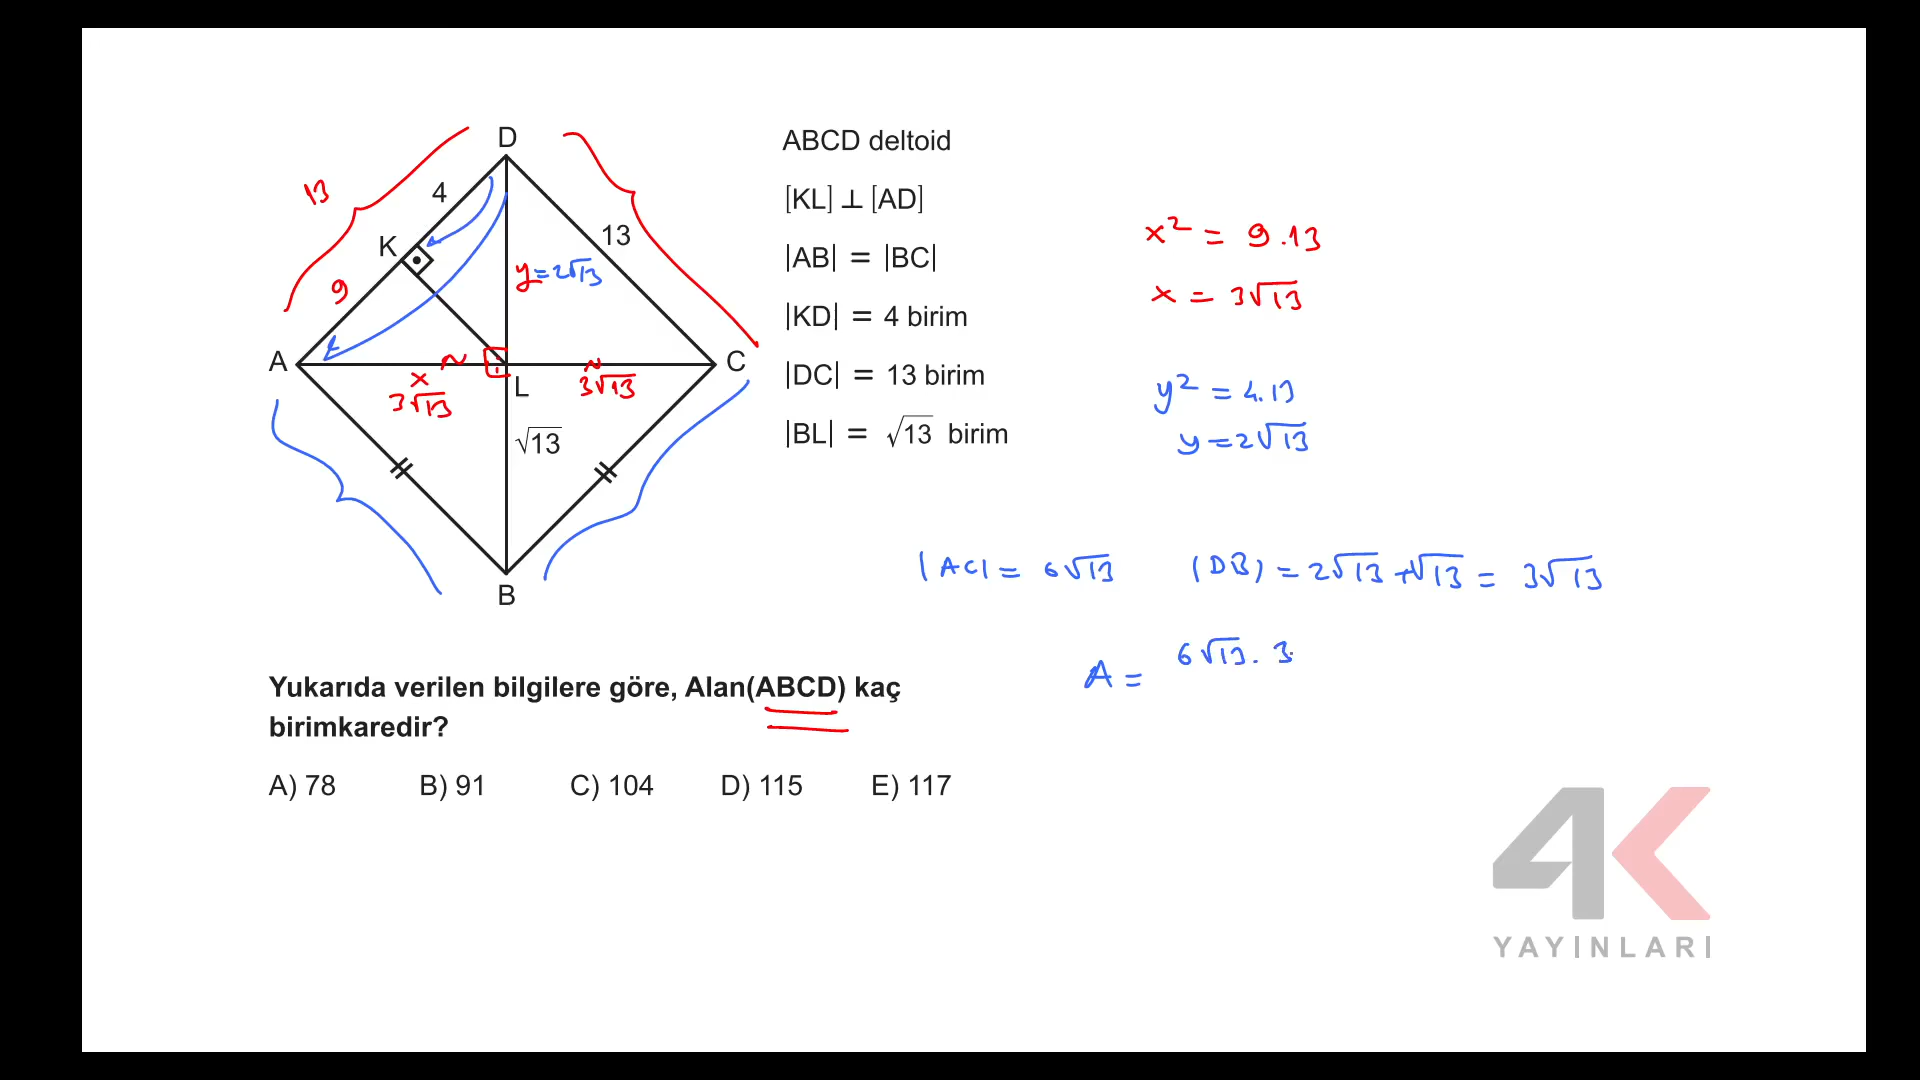 D
13
4
K
13
9
y=2√13
A
C
x
3√13
L
3√13
√13
B
ABCD deltoid
[KL] ⊥ [AD]
|AB| = |BC|
|KD| = 4 birim
|DC| = 13 birim
|BL| = √13 birim
x² = 9.13
x = 3√13
y² = 4.13
y = 2√13
|AC| = 6√13 |DB| = 2√13 + √13 = 3√13
A = 6√13 . 3
Yukarıda verilen bilgilere göre, Alan(ABCD) kaç
birimkaredir?
A) 78 B) 91 C) 104 D) 115 E) 117
4K
YAYINLARI